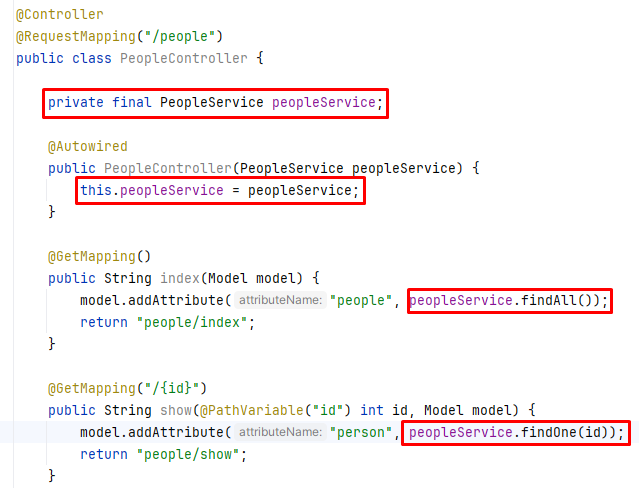 @Controller
@RequestMapping("/people")
public class PeopleController {
private final PeopleService peopleService;
@Autowired
public PeopleController(PeopleService peopleService) {
this.peopleService = peopleService;
}
@GetMapping()
public String index(Model model) {
model.addAttribute( attributeName: "people", peopleService.findAll());
return "people/index";
}
@GetMapping("/{id}")
public String show(@PathVariable("id") int id, Model model) {
model.addAttribute( attributeName: "person", peopleService.findOne(id));
return "people/show";
}